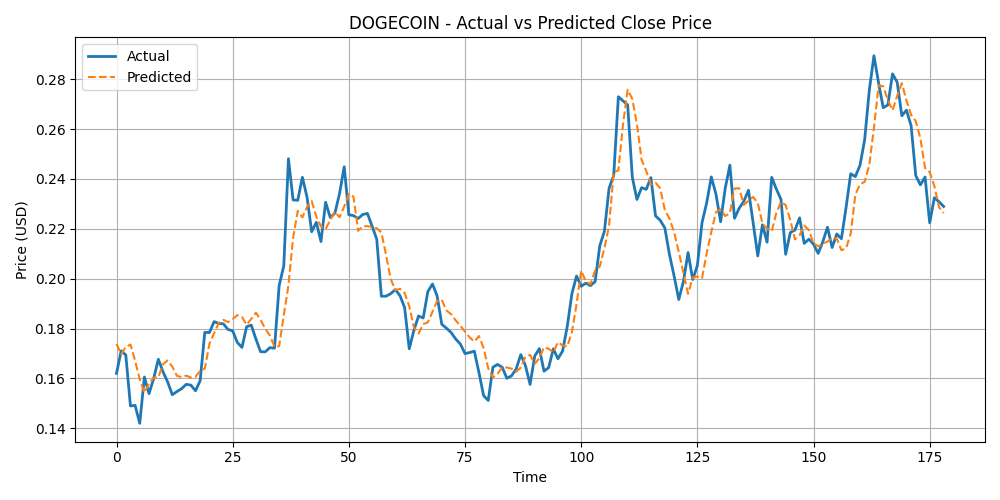 DOGECOIN - Actual vs Predicted Close Price
Actual
Predicted
Price (USD)
0.28
0.26
0.24
0.22
0.20
0.18
0.16
0.14
0 25 50 75 100 125 150 175
Time